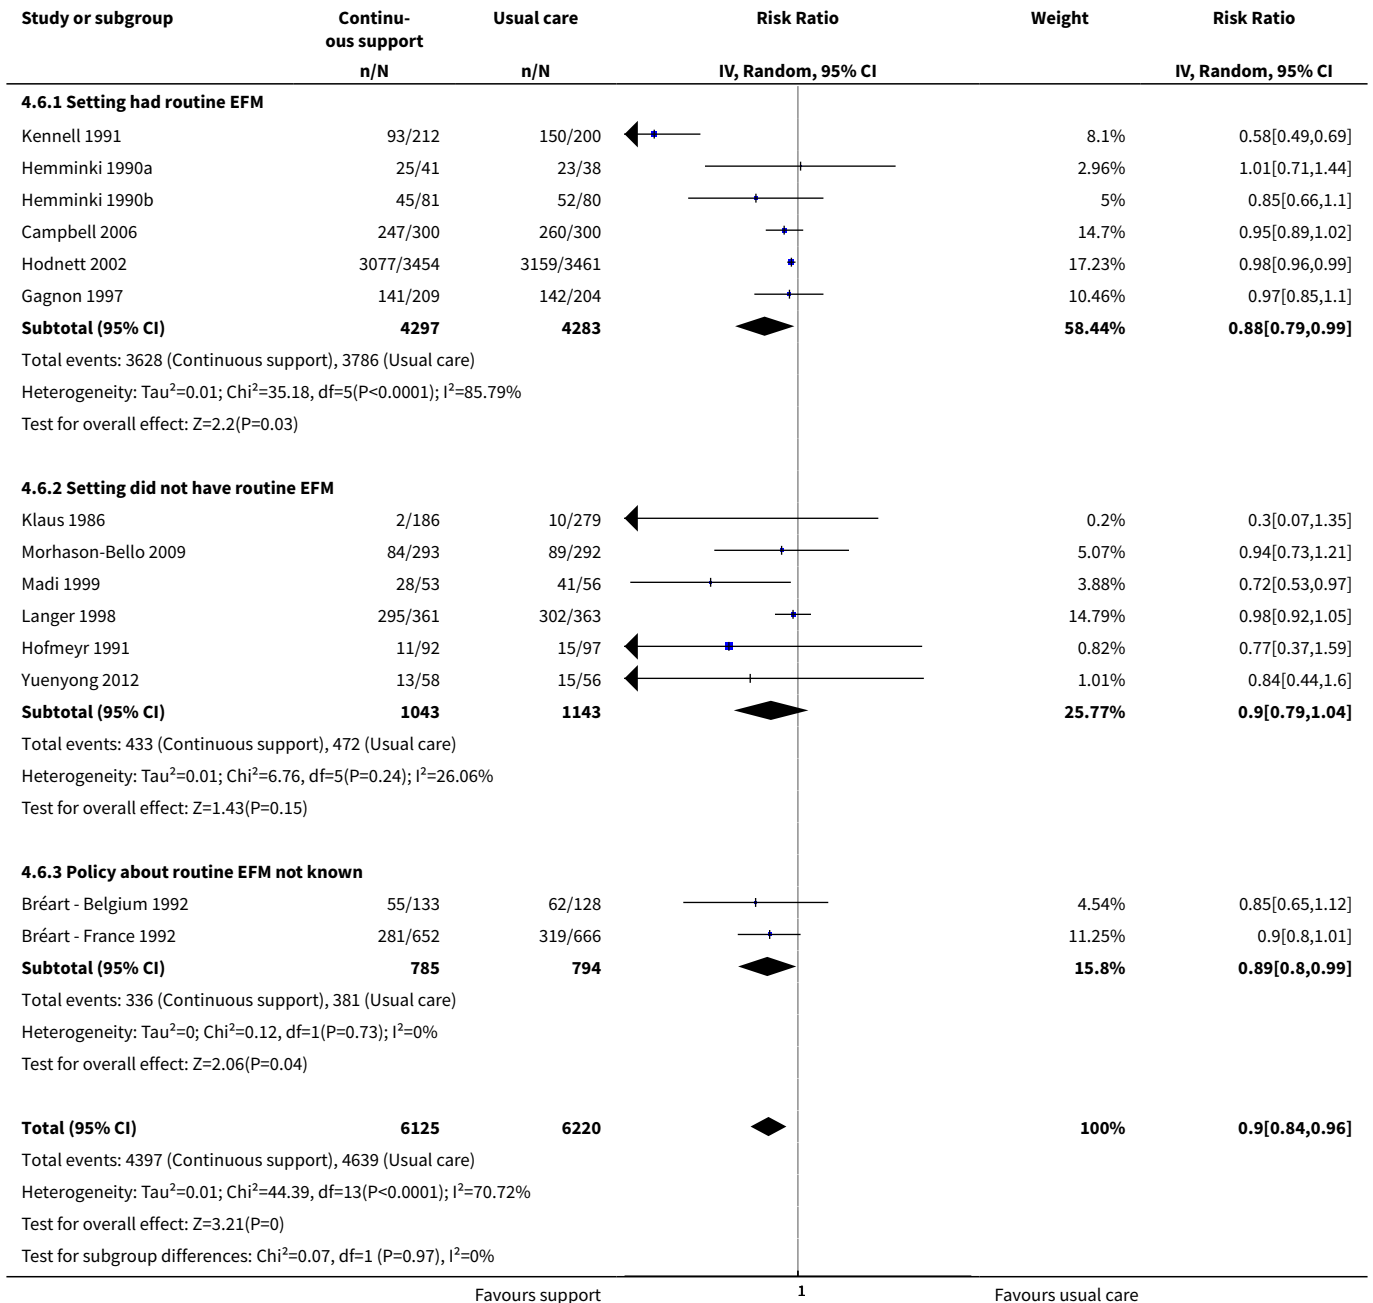 Study or subgroup Continu- Usual care Risk Ratio Weight Risk Ratio
ous support
n/N n/N IV, Random, 95% CI IV, Random, 95% CI
4.6.1 Setting had routine EFM
Kennell 1991 93/212 150/200 8.1% 0.58[0.49,0.69]
Hemminki 1990a 25/41 23/38 2.96% 1.01[0.71,1.44]
Hemminki 1990b 45/81 52/80 5% 0.85[0.66,1.1]
Campbell 2006 247/300 260/300 14.7% 0.95[0.89,1.02]
Hodnett 2002 3077/3454 3159/3461 17.23% 0.98[0.96,0.99]
Gagnon 1997 141/209 142/204 10.46% 0.97[0.85,1.1]
Subtotal (95% CI) 4297 4283 58.44% 0.88[0.79,0.99]
Total events: 3628 (Continuous support), 3786 (Usual care)
Heterogeneity: Tau²=0.01; Chi²=35.18, df=5(P<0.0001); I²=85.79%
Test for overall effect: Z=2.2(P=0.03)
4.6.2 Setting did not have routine EFM
Klaus 1986 2/186 10/279 0.2% 0.3[0.07,1.35]
Morhason-Bello 2009 84/293 89/292 5.07% 0.94[0.73,1.21]
Madi 1999 28/53 41/56 3.88% 0.72[0.53,0.97]
Langer 1998 295/361 302/363 14.79% 0.98[0.92,1.05]
Hofmeyr 1991 11/92 15/97 0.82% 0.77[0.37,1.59]
Yuenyong 2012 13/58 15/56 1.01% 0.84[0.44,1.6]
Subtotal (95% CI) 1043 1143 25.77% 0.9[0.79,1.04]
Total events: 433 (Continuous support), 472 (Usual care)
Heterogeneity: Tau²=0.01; Chi²=6.76, df=5(P=0.24); I²=26.06%
Test for overall effect: Z=1.43(P=0.15)
4.6.3 Policy about routine EFM not known
Bréart - Belgium 1992 55/133 62/128 4.54% 0.85[0.65,1.12]
Bréart - France 1992 281/652 319/666 11.25% 0.9[0.8,1.01]
Subtotal (95% CI) 785 794 15.8% 0.89[0.8,0.99]
Total events: 336 (Continuous support), 381 (Usual care)
Heterogeneity: Tau²=0; Chi²=0.12, df=1(P=0.73); I²=0%
Test for overall effect: Z=2.06(P=0.04)
Total (95% CI) 6125 6220 100% 0.9[0.84,0.96]
Total events: 4397 (Continuous support), 4639 (Usual care)
Heterogeneity: Tau²=0.01; Chi²=44.39, df=13(P<0.0001); I²=70.72%
Test for overall effect: Z=3.21(P=0)
Test for subgroup differences: Chi²=0.07, df=1 (P=0.97), I²=0%
Favours support 1 Favours usual care